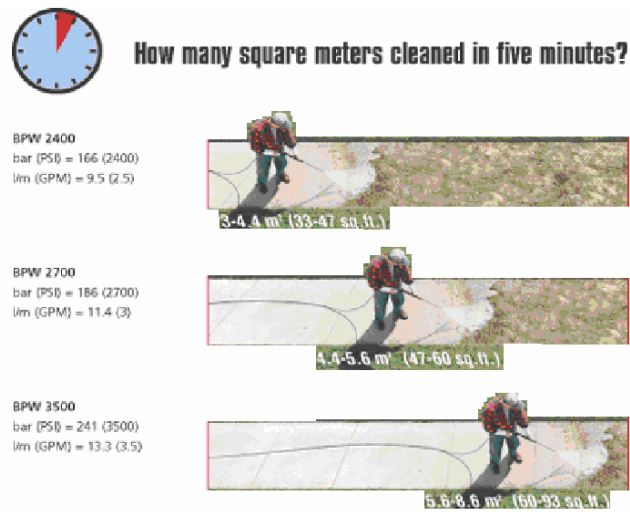 How many square meters cleaned in five minutes?
BPW 2400
bar (PSI) = 166 (2400)
l/m (GPM) = 9.5 (2.5)
3-4.4 m² (33-47 sq.ft.)
BPW 2700
bar (PSI) = 186 (2700)
l/m (GPM) = 11.4 (3)
4.4-5.6 m² (47-60 sq.ft.)
BPW 3500
bar (PSI) = 241 (3500)
l/m (GPM) = 13.3 (3.5)
5.6-8.6 m² (60-93 sq.ft.)